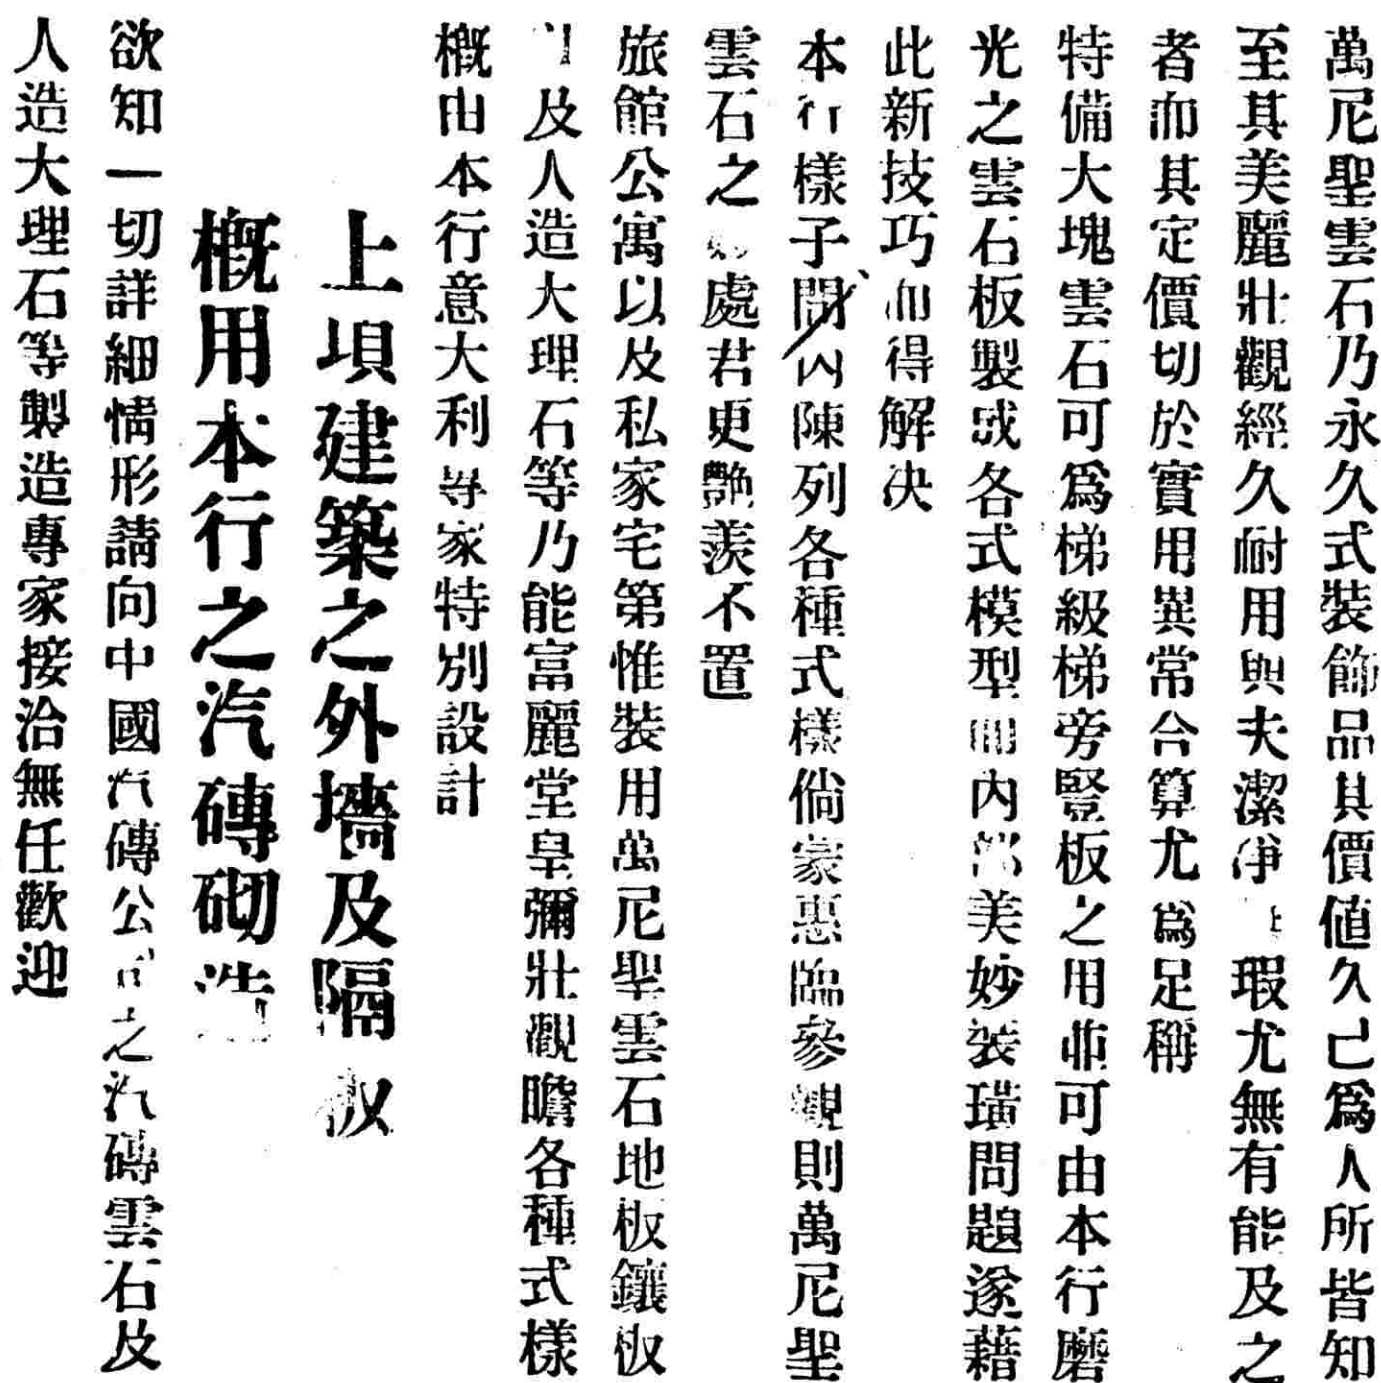 萬尼聖雲石乃永久式裝飾品其價値久已爲人所皆知
至其美麗壯觀經久耐用與夫潔凈瑕尤無有能及之
者而其定價切於實用異常合算尤爲足稱
特備大塊雲石可爲梯級梯旁豎板之用並可由本行磨
光之雲石板製成各式模型而內部美妙裝璜問題遂藉
此新技巧而得解決
本行樣子間內陳列各種式樣倘蒙惠臨參觀則萬尼聖
雲石之妙處君更艷羨不置
旅館公寓以及私家宅第惟裝用萬尼聖雲石地板鑲板
及人造大理石等乃能富麗堂皇彌壯觀瞻各種式樣
概由本行意大利專家特別設計
上項建築之外墻及隔板
概用本行之汽磚砌造
欲知一切詳細情形請向中國汽磚公司之汽磚雲石及
人造大理石等製造專家接洽無任歡迎